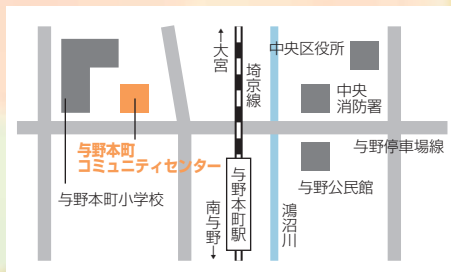 ↑大宮
埼京線
中央区役所
中央
消防署
与野本町
コミュニティセンター
与野停車場線
与野本町小学校
与野本町駅
南与野↓
鴻沼川
与野公民館